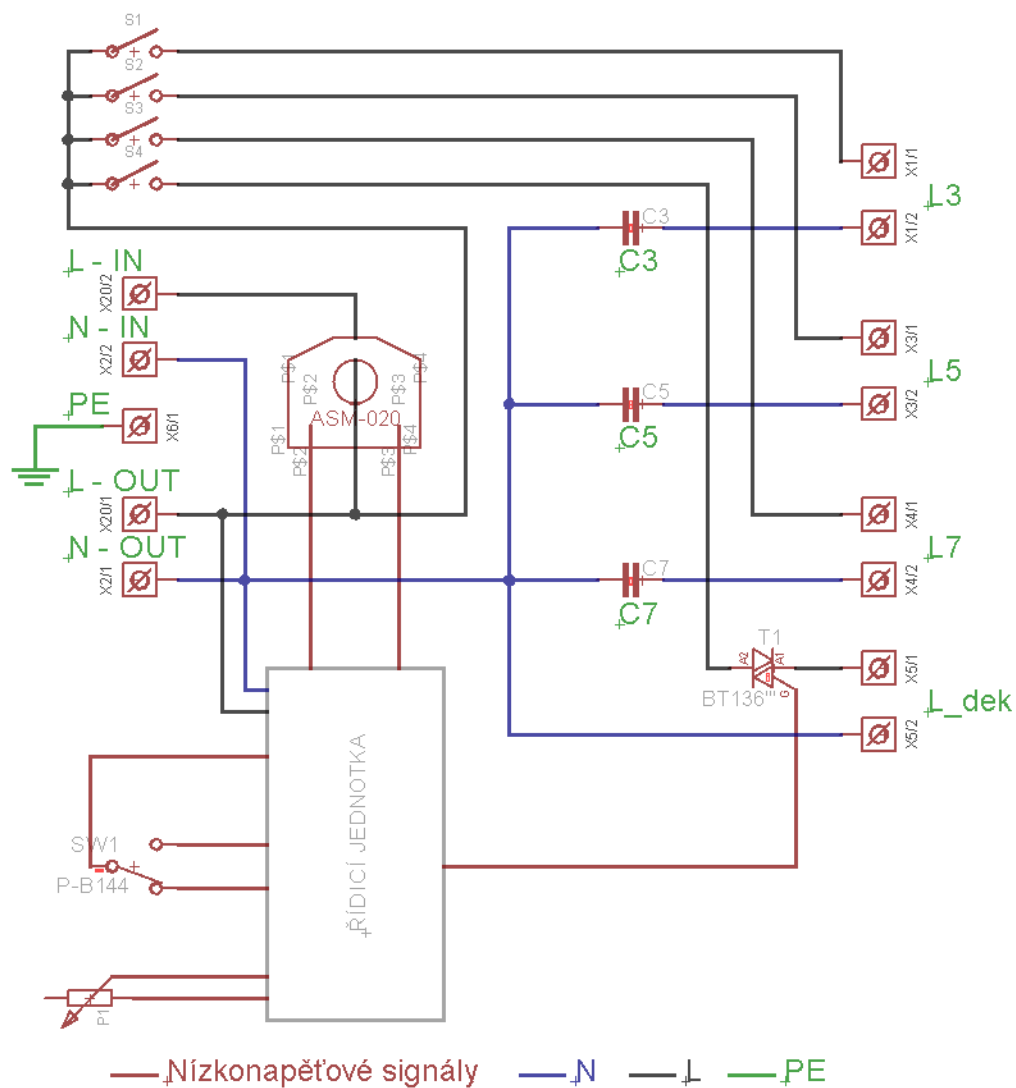 S1
S2
S3
S4
X1/1
L3
X1/2
C3
C3
L - IN
X20/2
N - IN
X2/2
P$1
P$2
P$3
P$4
ASM-020
P$1
P$2
P$3
P$4
X3/1
L5
X3/2
C5
C5
PE
X6/1
L - OUT
X20/1
N - OUT
X2/1
X4/1
L7
X4/2
C7
C7
T1
A2
A1
G
BT136'''
X5/1
L_dek
X5/2
ŘÍDICÍ JEDNOTKA
SW1
P-B144
P1
Nízkonapěťové signály
N
L
PE